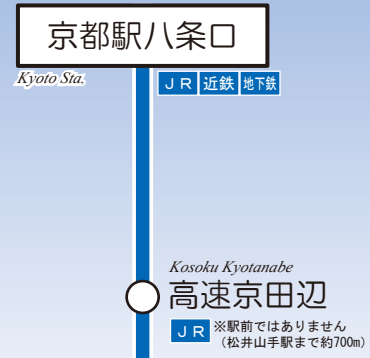 京都駅八条口
Kyoto Sta.
JR 近鉄 地下鉄
Kosoku Kyotanabe
高速京田辺
JR ※駅前ではありません
(松井山手駅まで約700m)